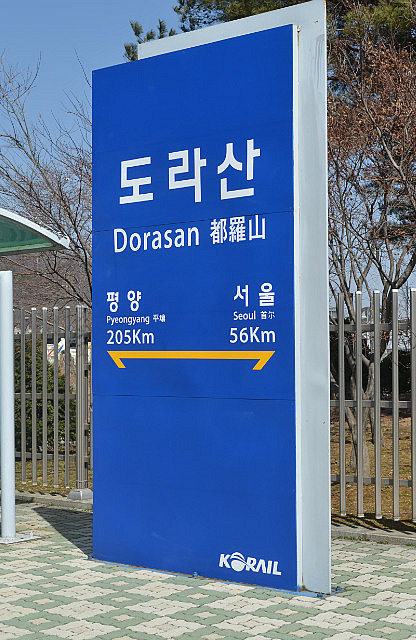 도라산
Dorasan 都羅山
평양 서울
Pyeongyang 平壤 Seoul 首尔
205Km 56Km
KORAIL